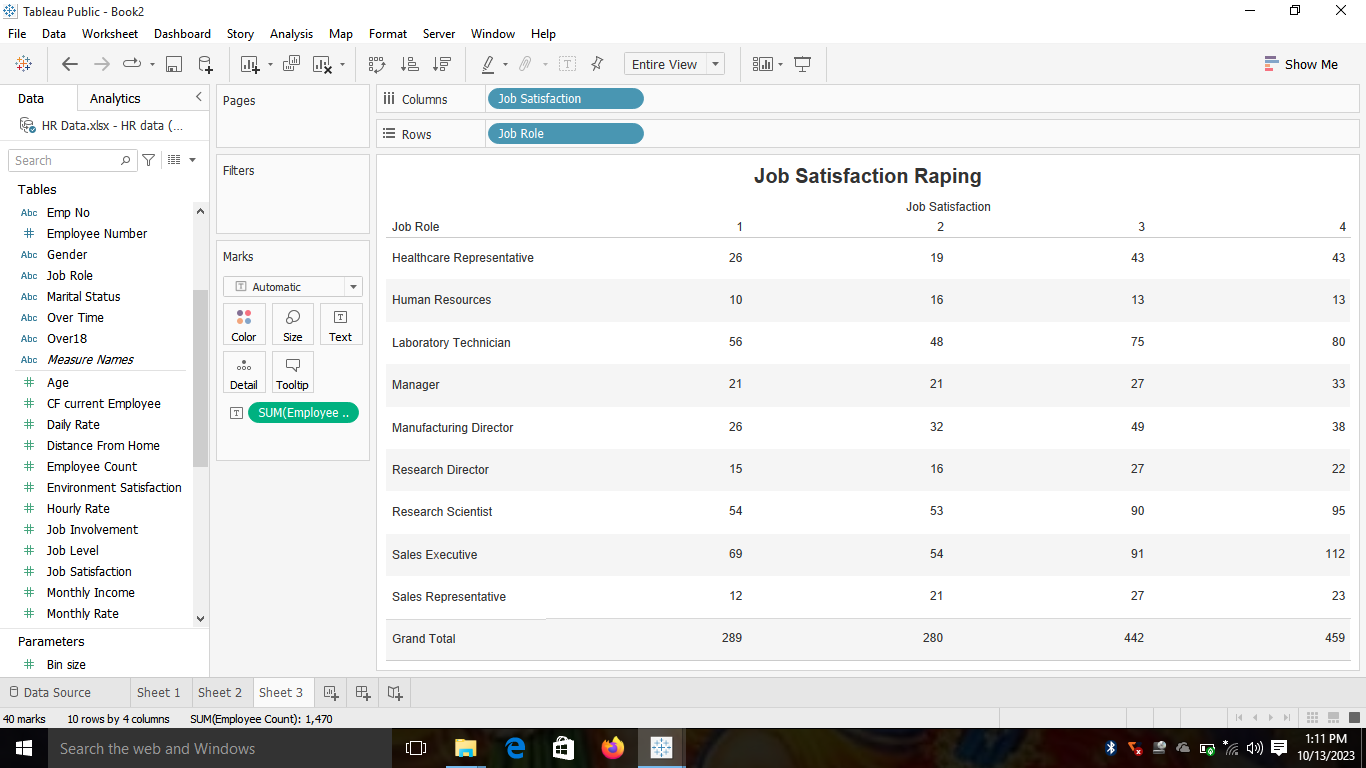 Tableau Public - Book2
File Data Worksheet Dashboard Story Analysis Map Format Server Window Help
Entire View
Show Me
Data Analytics
HR Data.xlsx - HR data (...
Search
Tables
Abc Emp No
# Employee Number
Abc Gender
Abc Job Role
Abc Marital Status
Abc Over Time
Abc Over18
Abc Measure Names
# Age
# CF current Employee
# Daily Rate
# Distance From Home
# Employee Count
# Environment Satisfaction
# Hourly Rate
# Job Involvement
# Job Level
# Job Satisfaction
# Monthly Income
# Monthly Rate
Parameters
# Bin size
Pages
Filters
Marks
T Automatic
Color Size T Text
Detail Tooltip
T SUM(Employee ..
Columns Job Satisfaction
Rows Job Role
Job Satisfaction Raping
Job Satisfaction
Job Role 1 2 3 4
Healthcare Representative 26 19 43 43
Human Resources 10 16 13 13
Laboratory Technician 56 48 75 80
Manager 21 21 27 33
Manufacturing Director 26 32 49 38
Research Director 15 16 27 22
Research Scientist 54 53 90 95
Sales Executive 69 54 91 112
Sales Representative 12 21 27 23
Grand Total 289 280 442 459
Data Source Sheet 1 Sheet 2 Sheet 3
40 marks 10 rows by 4 columns SUM(Employee Count): 1,470
Search the web and Windows
1:11 PM
10/13/2023